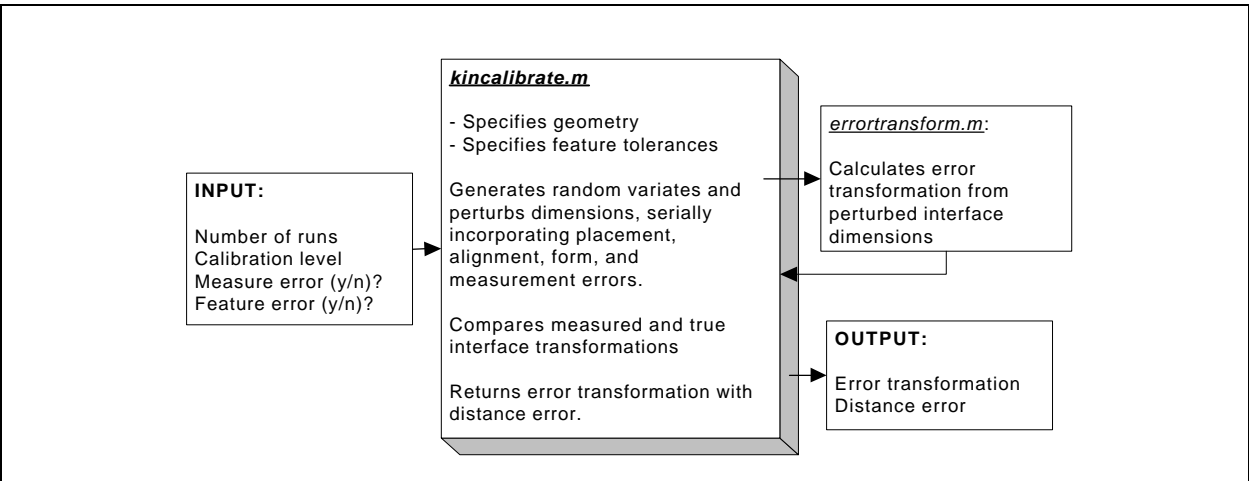 INPUT:
Number of runs
Calibration level
Measure error (y/n)?
Feature error (y/n)?
kincalibrate.m
- Specifies geometry
- Specifies feature tolerances
Generates random variates and
perturbs dimensions, serially
incorporating placement,
alignment, form, and
measurement errors.
Compares measured and true
interface transformations
Returns error transformation with
distance error.
errortransform.m:
Calculates error
transformation from
perturbed interface
dimensions
OUTPUT:
Error transformation
Distance error